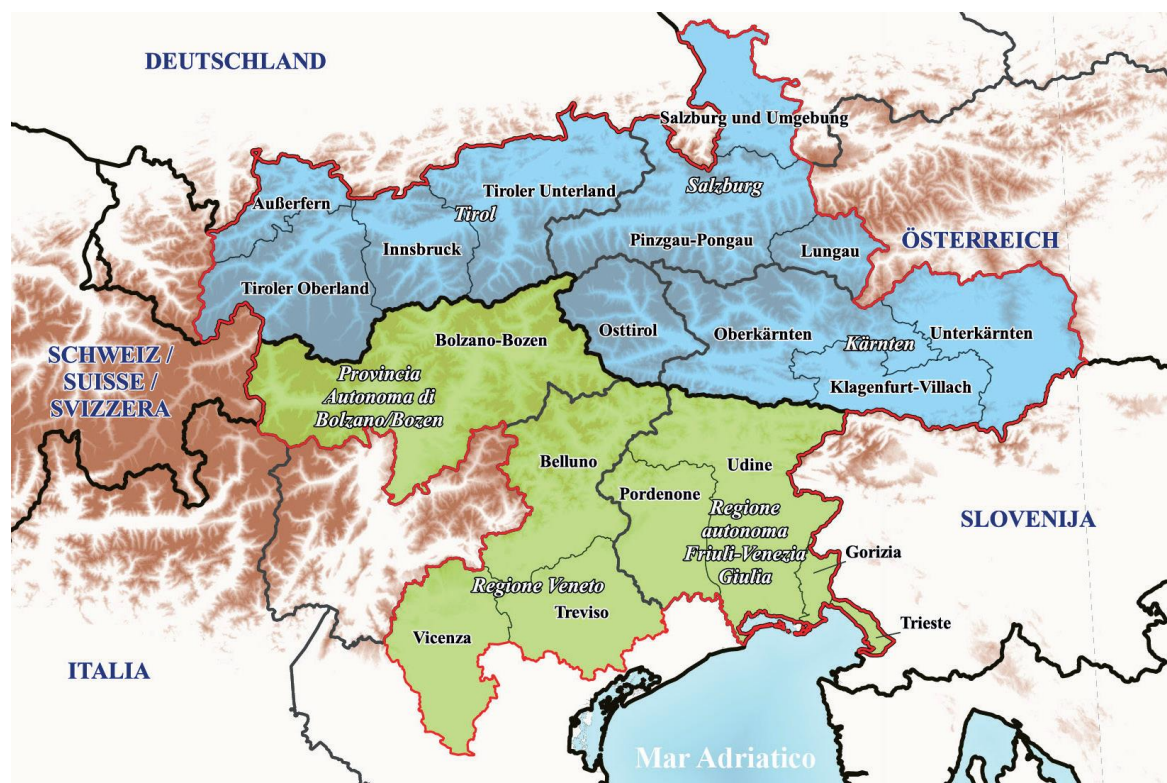 DEUTSCHLAND
Salzburg und Umgebung
Tiroler Unterland
Salzburg
Außerfern
Tirol
Innsbruck
Pinzgau-Pongau
Lungau
ÖSTERREICH
Tiroler Oberland
Osttirol
Oberkärnten
Unterkärnten
Kärnten
Klagenfurt-Villach
Bolzano-Bozen
SCHWEIZ /
SUISSE /
SVIZZERA
Provincia
Autonoma di
Bolzano/Bozen
Belluno
Udine
Pordenone
Regione
autonoma
Friuli-Venezia
Giulia
SLOVENIJA
Gorizia
Regione Veneto
Treviso
Vicenza
Trieste
ITALIA
Mar Adriatico